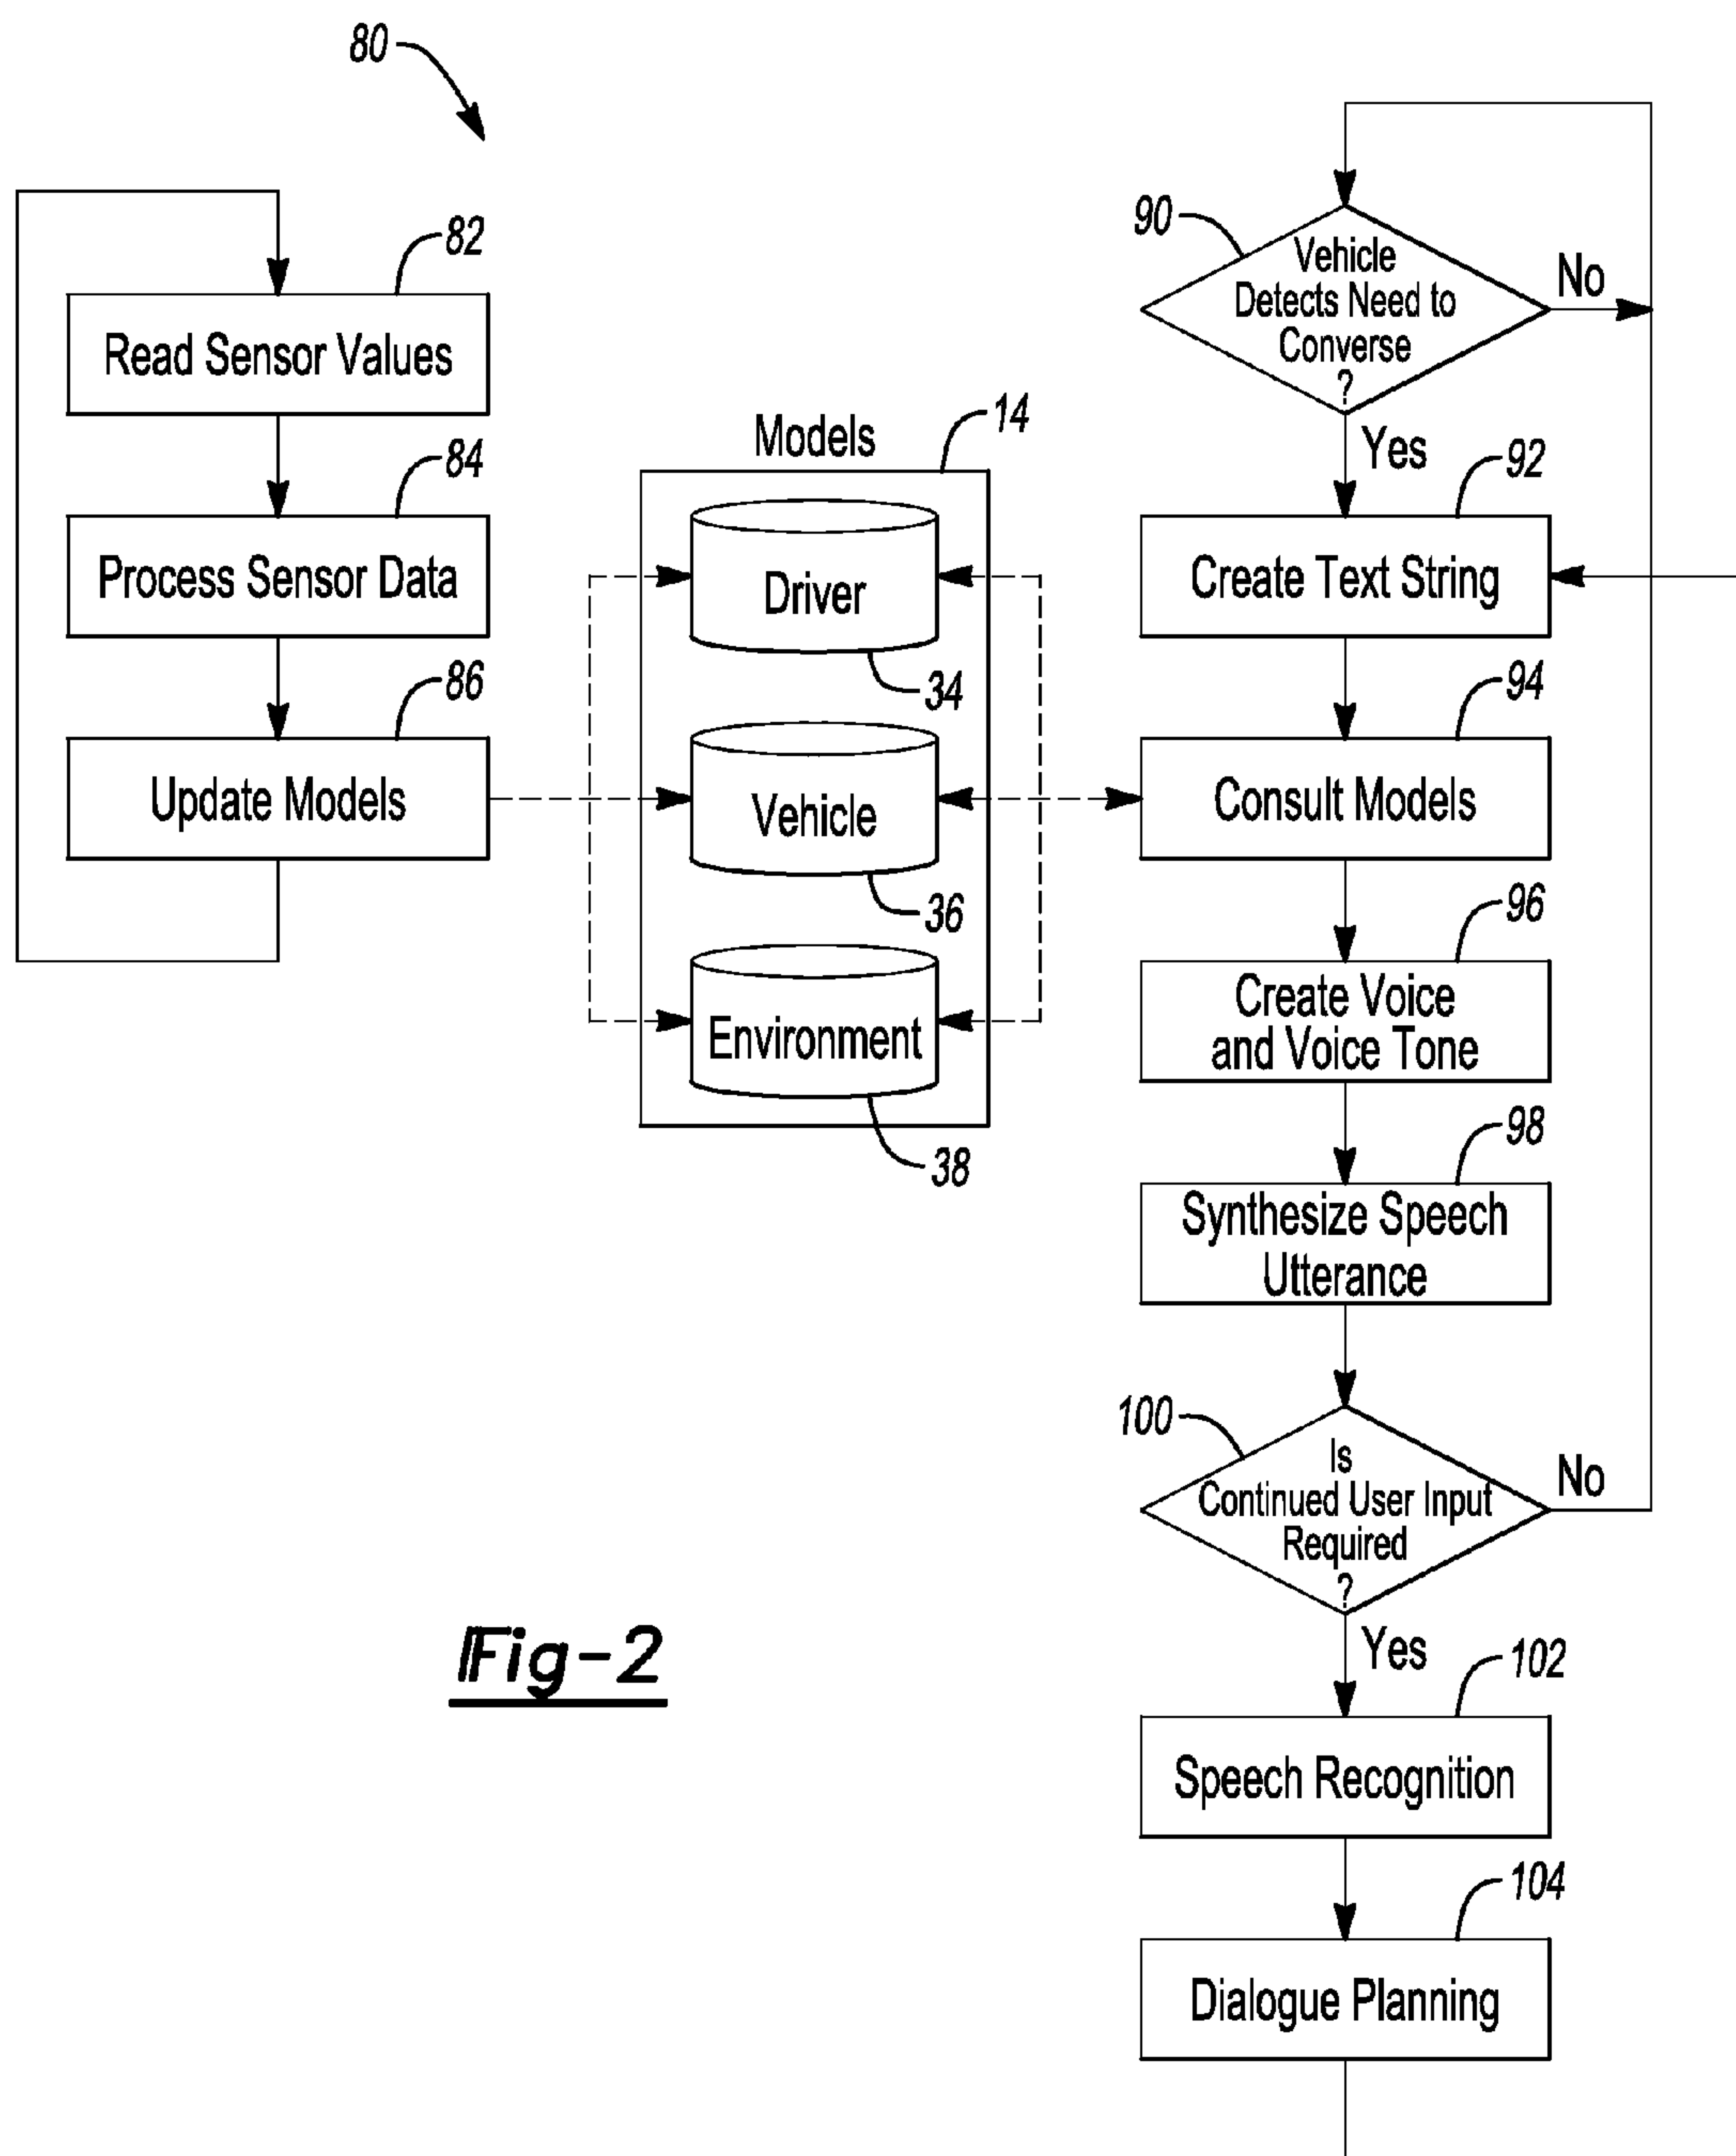 80
82
Read Sensor Values
84
Process Sensor Data
86
Update Models
Models
14
Driver
34
Vehicle
36
Environment
38
90
Vehicle
Detects Need to
Converse
?
No
Yes
92
Create Text String
94
Consult Models
96
Create Voice
and Voice Tone
98
Synthesize Speech
Utterance
100
Is
Continued User Input
Required
?
No
Yes
102
Speech Recognition
104
Dialogue Planning
Fig-2